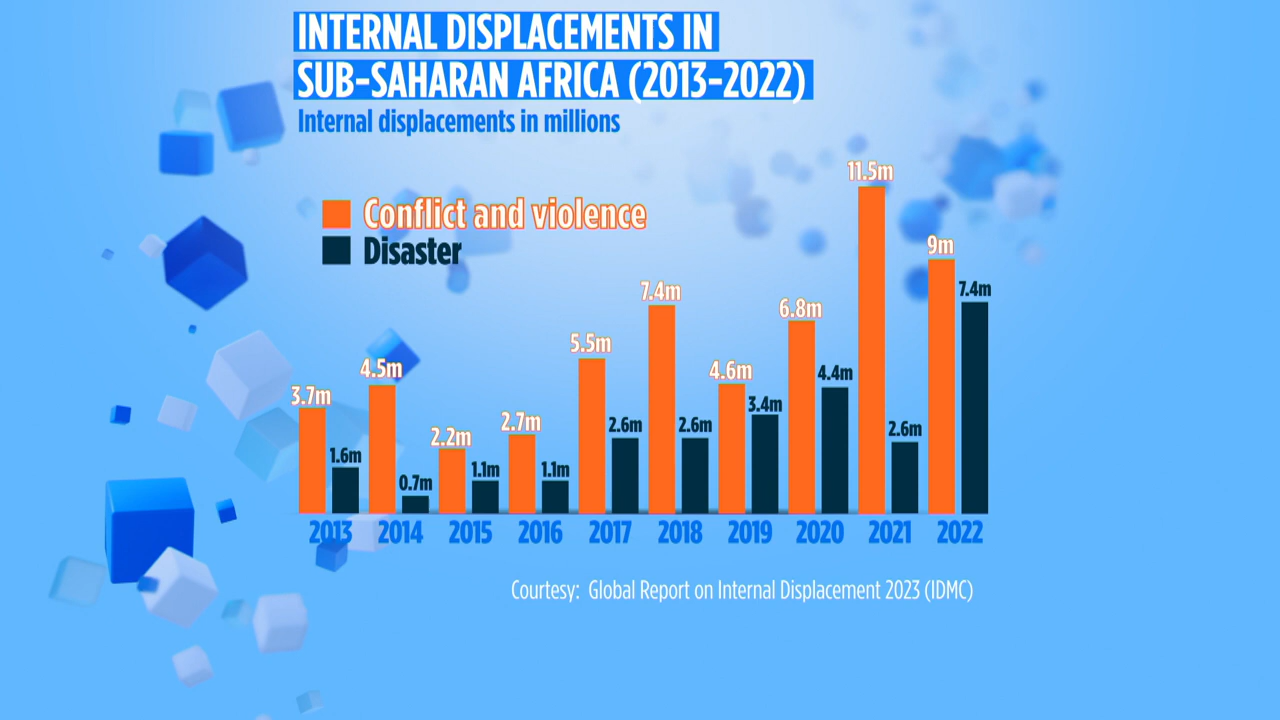 INTERNAL DISPLACEMENTS IN
SUB-SAHARAN AFRICA (2013-2022)
Internal displacements in millions
Conflict and violence
Disaster
3.7m
1.6m
4.5m
0.7m
2.2m
1.1m
2.7m
1.1m
5.5m
2.6m
7.4m
2.6m
4.6m
3.4m
6.8m
4.4m
11.5m
2.6m
9m
7.4m
2013 2014 2015 2016 2017 2018 2019 2020 2021 2022
Courtesy: Global Report on Internal Displacement 2023 (IDMC)